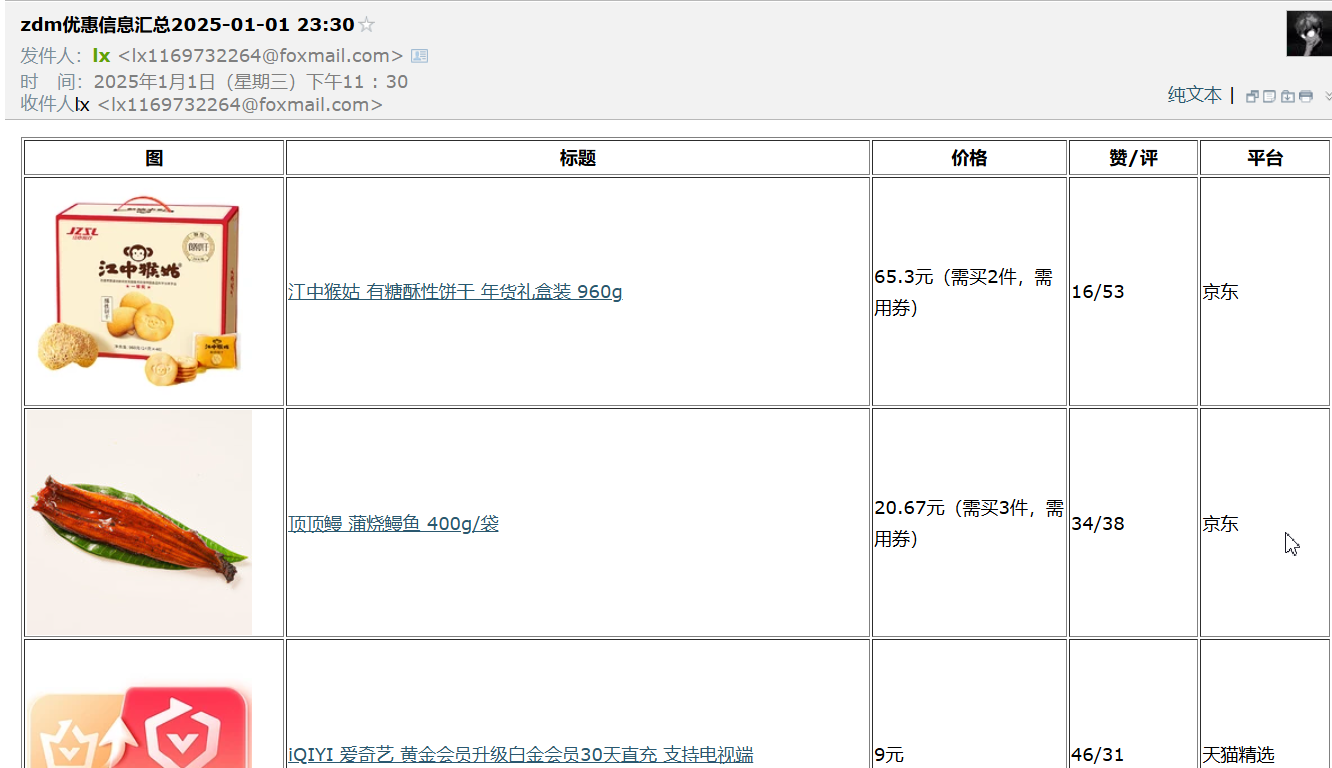 zdm优惠信息汇总2025-01-01 23:30
发件人：lx <lx1169732264@foxmail.com>
时 间：2025年1月1日（星期三）下午11：30
收件人lx <lx1169732264@foxmail.com>
纯文本 |
图 标题 价格 赞/评 平台
JZSL
江中猴姑
江中猴姑 有糖酥性饼干 年货礼盒装 960g
65.3元（需买2件，需
用券）
16/53
京东
顶顶鳗 蒲烧鳗鱼 400g/袋
20.67元（需买3件，需
用券）
34/38
京东
iQIYI 爱奇艺 黄金会员升级白金会员30天直充 支持电视端
9元
46/31
天猫精选